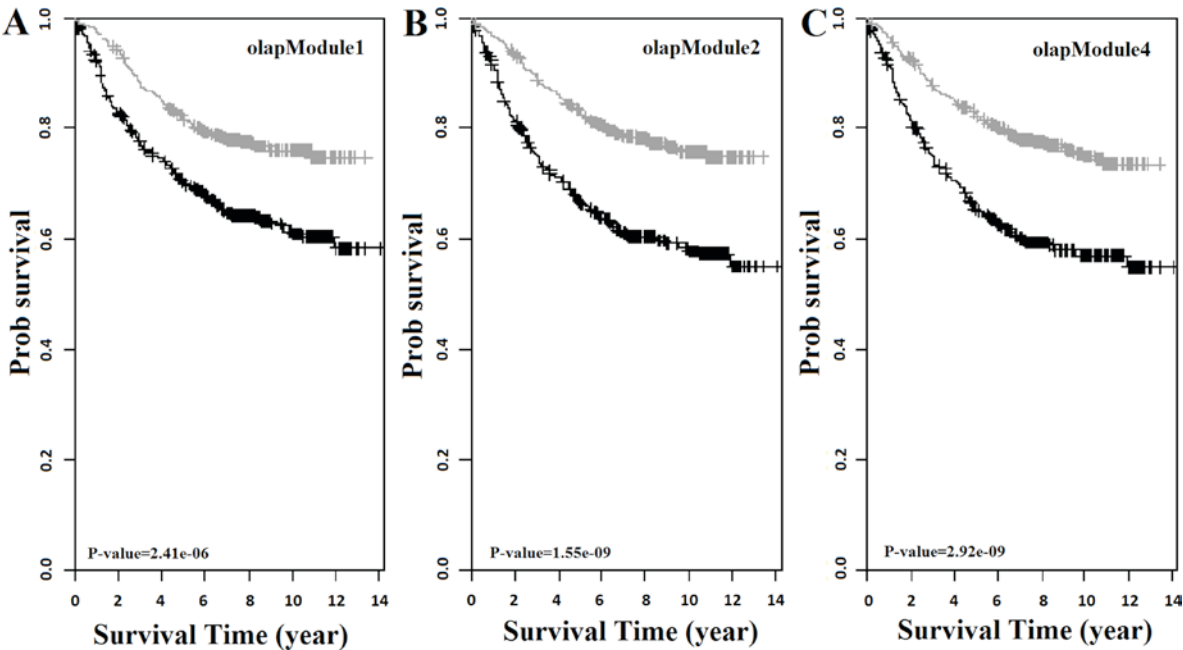 A
olapModule1
Prob survival
1.0
0.8
0.6
0.4
0.2
0.0
P-value=2.41e-06
0 2 4 6 8 10 12 14
Survival Time (year)
B
olapModule2
Prob survival
1.0
0.8
0.6
0.4
0.2
0.0
P-value=1.55e-09
0 2 4 6 8 10 12 14
Survival Time (year)
C
olapModule4
Prob survival
1.0
0.8
0.6
0.4
0.2
0.0
P-value=2.92e-09
0 2 4 6 8 10 12 14
Survival Time (year)